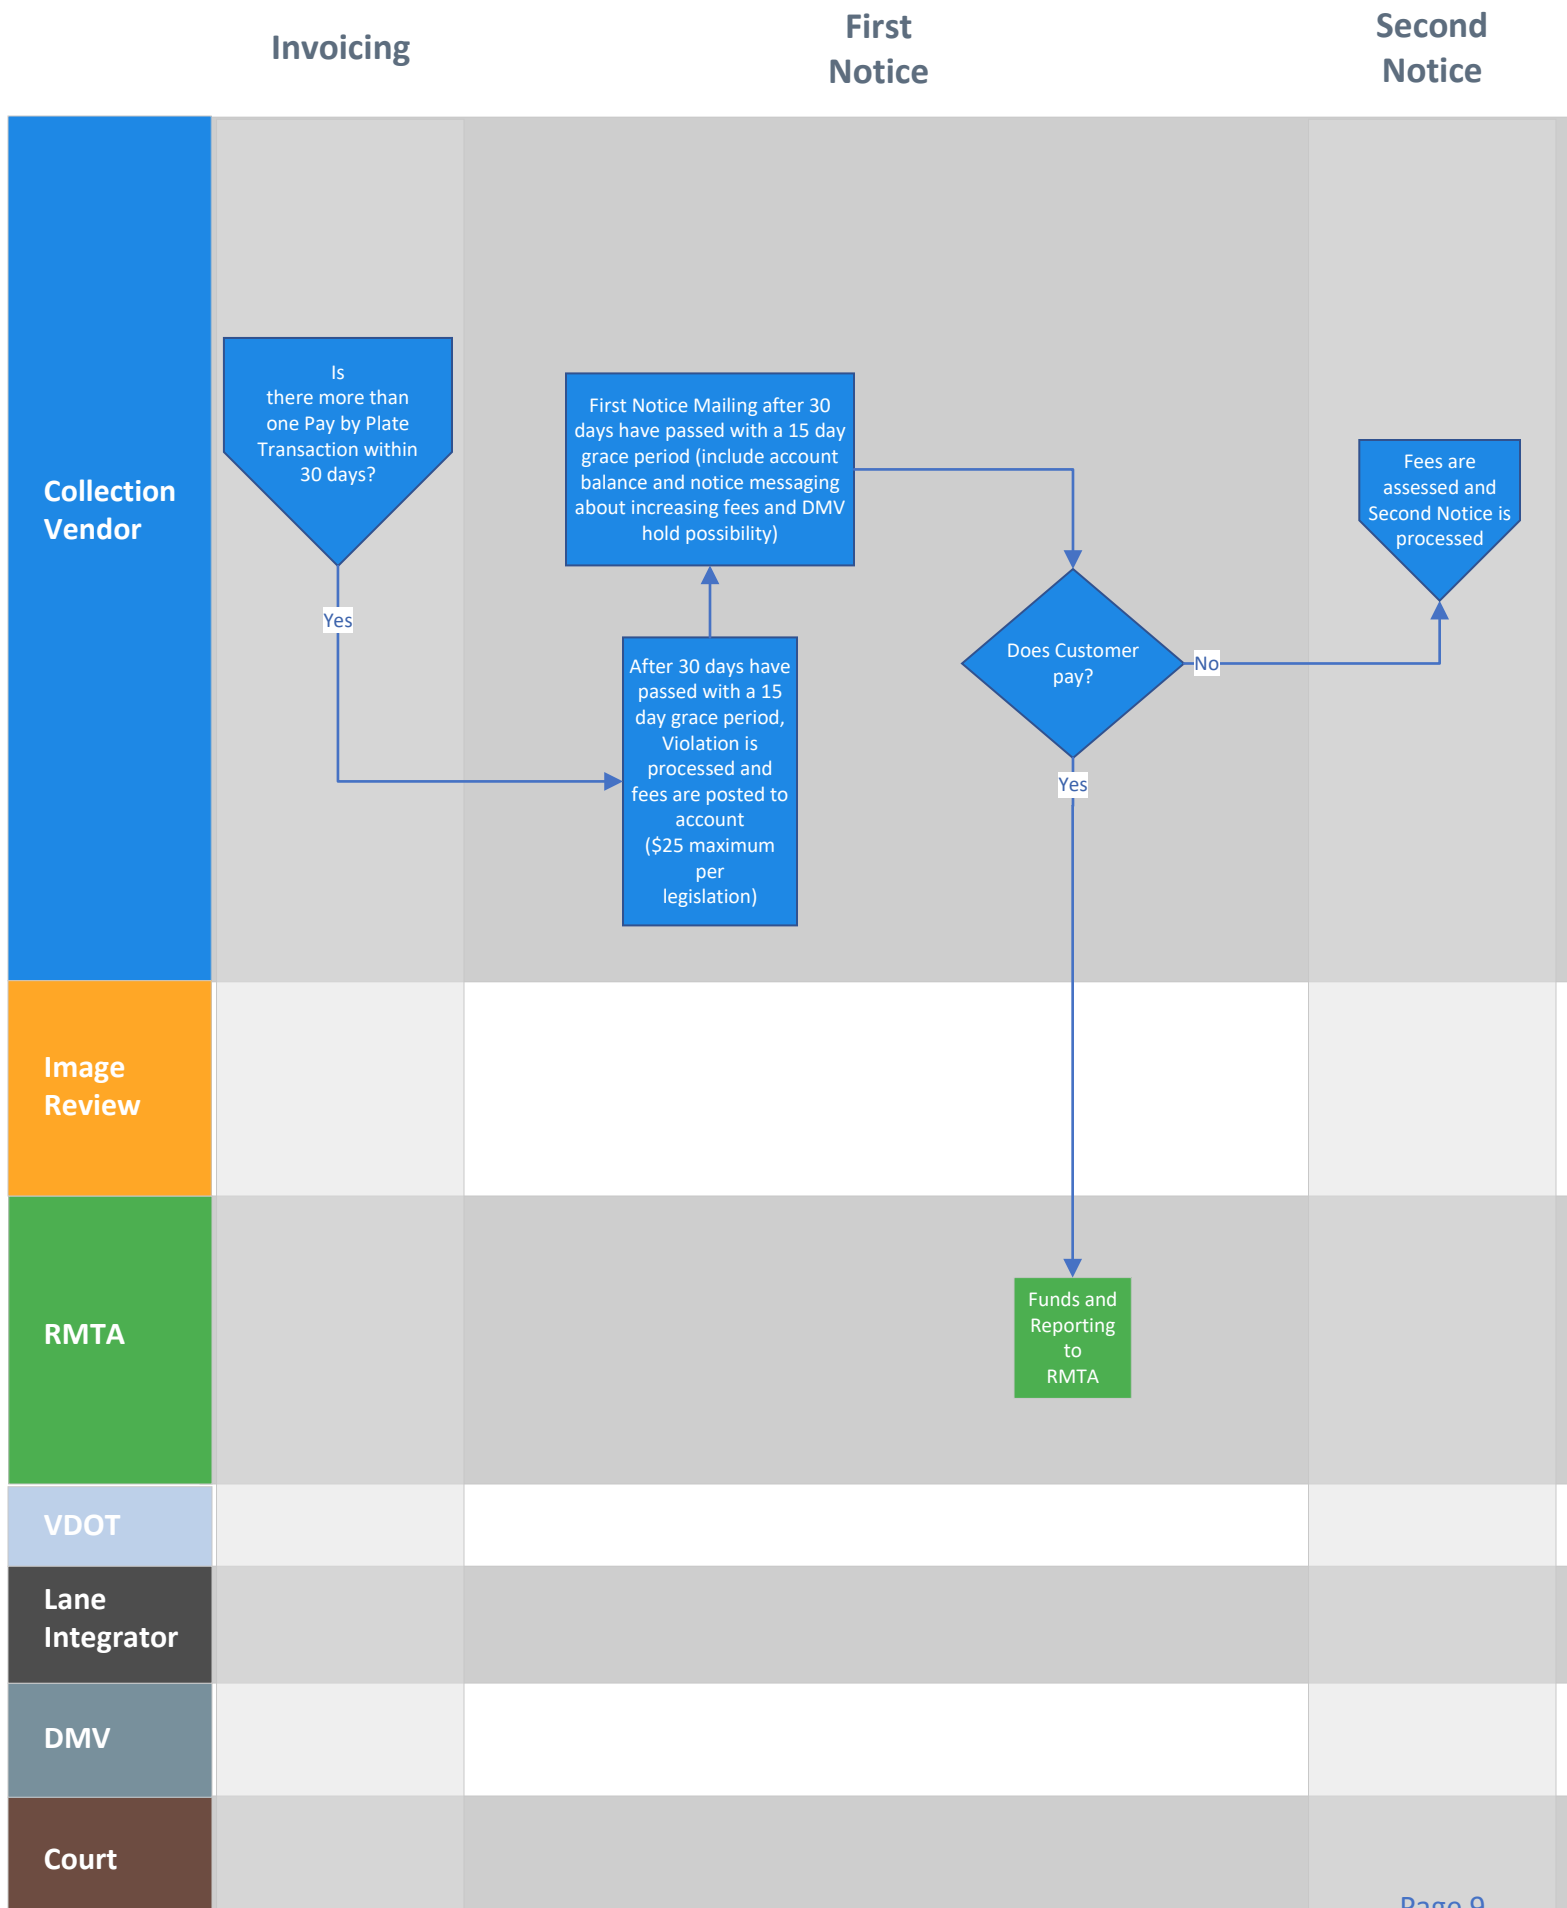 Invoicing
First
Notice
Second
Notice
Collection
Vendor
Is
there more than
one Pay by Plate
Transaction within
30 days?
Yes
After 30 days have
passed with a 15
day grace period,
Violation is
processed and
fees are posted to
account
($25 maximum
per
legislation)
First Notice Mailing after 30
days have passed with a 15 day
grace period (include account
balance and notice messaging
about increasing fees and DMV
hold possibility)
Does Customer
pay?
No
Yes
Fees are
assessed and
Second Notice is
processed
Image
Review
RMTA
Funds and
Reporting
to
RMTA
VDOT
Lane
Integrator
DMV
Court
Page 9